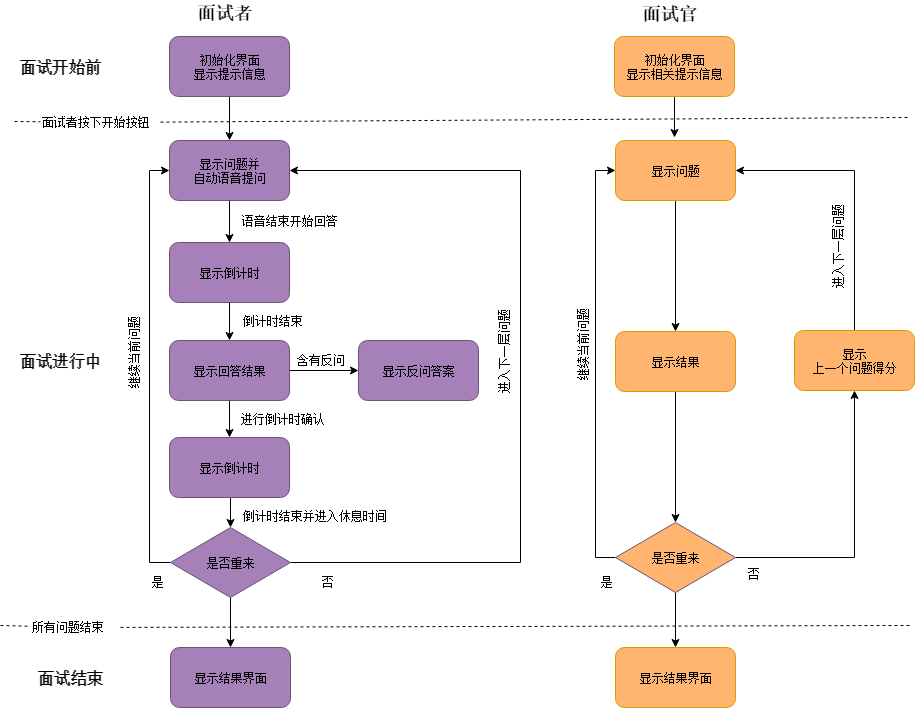 面试者
面试官
面试开始前
初始化界面
显示提示信息
初始化界面
显示相关提示信息
面试者按下开始按钮
显示问题并
自动语音提问
显示问题
语音结束开始回答
进入下一层问题
显示倒计时
倒计时结束
继续当前问题
进入下一层问题
继续当前问题
面试进行中
显示回答结果
含有反问
显示反问答案
显示结果
显示
上一个问题得分
进行倒计时确认
显示倒计时
倒计时结束并进入休息时间
是否重来
是
否
是否重来
是
否
所有问题结束
面试结束
显示结果界面
显示结果界面